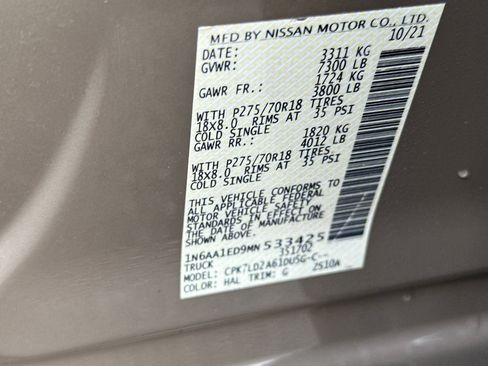 MFD BY NISSAN MOTOR CO., LTD.
DATE: 10/21
GVWR: 3311 KG
7300 LB
GAWR FR.: 1724 KG
3800 LB
WITH P275/70R18 TIRES
18X8.0 RIMS AT 35 PSI
COLD SINGLE
GAWR RR.: 1820 KG
4012 LB
WITH P275/70R18 TIRES
18X8.0 RIMS AT 35 PSI
COLD SINGLE
THIS VEHICLE CONFORMS TO
ALL APPLICABLE FEDERAL
MOTOR VEHICLE SAFETY
STANDARDS IN EFFECT ON
THE DATE OF MANUFACTURE
1N6AA1ED9MN533425
TRUCK 351702
MODEL: CPK7LD2A61DUSG-C--
COLOR: HAL TRIM: G 2S10A